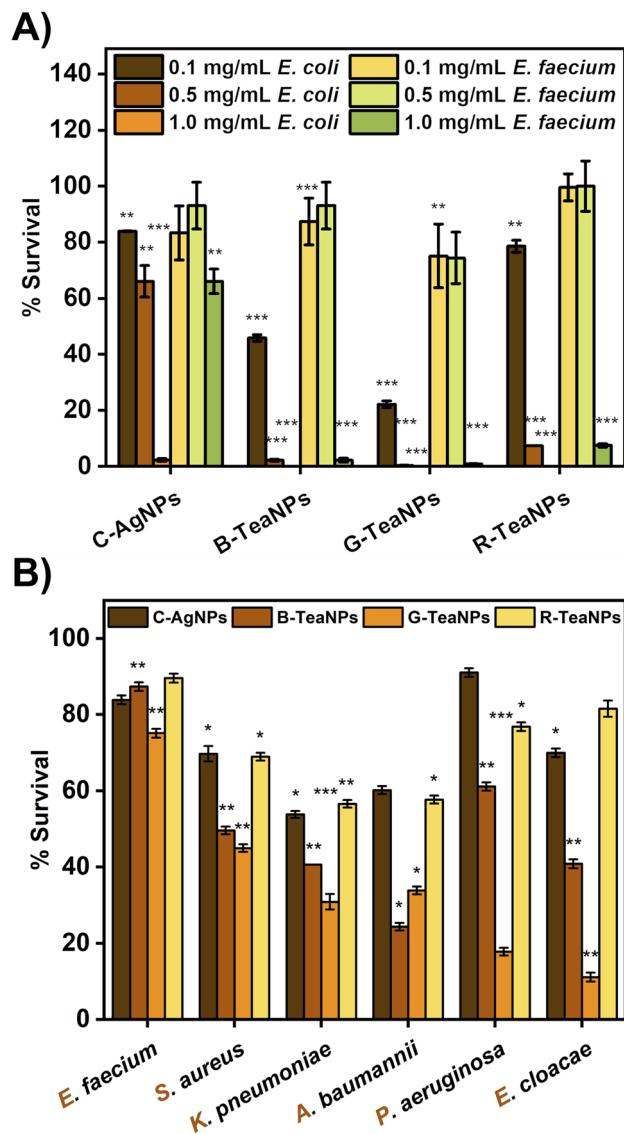 A)
0.1 mg/mL E. coli 0.1 mg/mL E. faecium
0.5 mg/mL E. coli 0.5 mg/mL E. faecium
1.0 mg/mL E. coli 1.0 mg/mL E. faecium
% Survival
140
120
100
80
60
40
20
0
** ** *** **
*** *** *** *** ***
*** *** *** ** ***
** *** *** ***
C-AgNPs B-TeaNPs G-TeaNPs R-TeaNPs
B)
C-AgNPs B-TeaNPs G-TeaNPs R-TeaNPs
% Survival
100
80
60
40
20
0
** **
* ** ** *
* ** *** **
* * *
** *** *
* ** **
E. faecium S. aureus K. pneumoniae A. baumannii P. aeruginosa E. cloacae